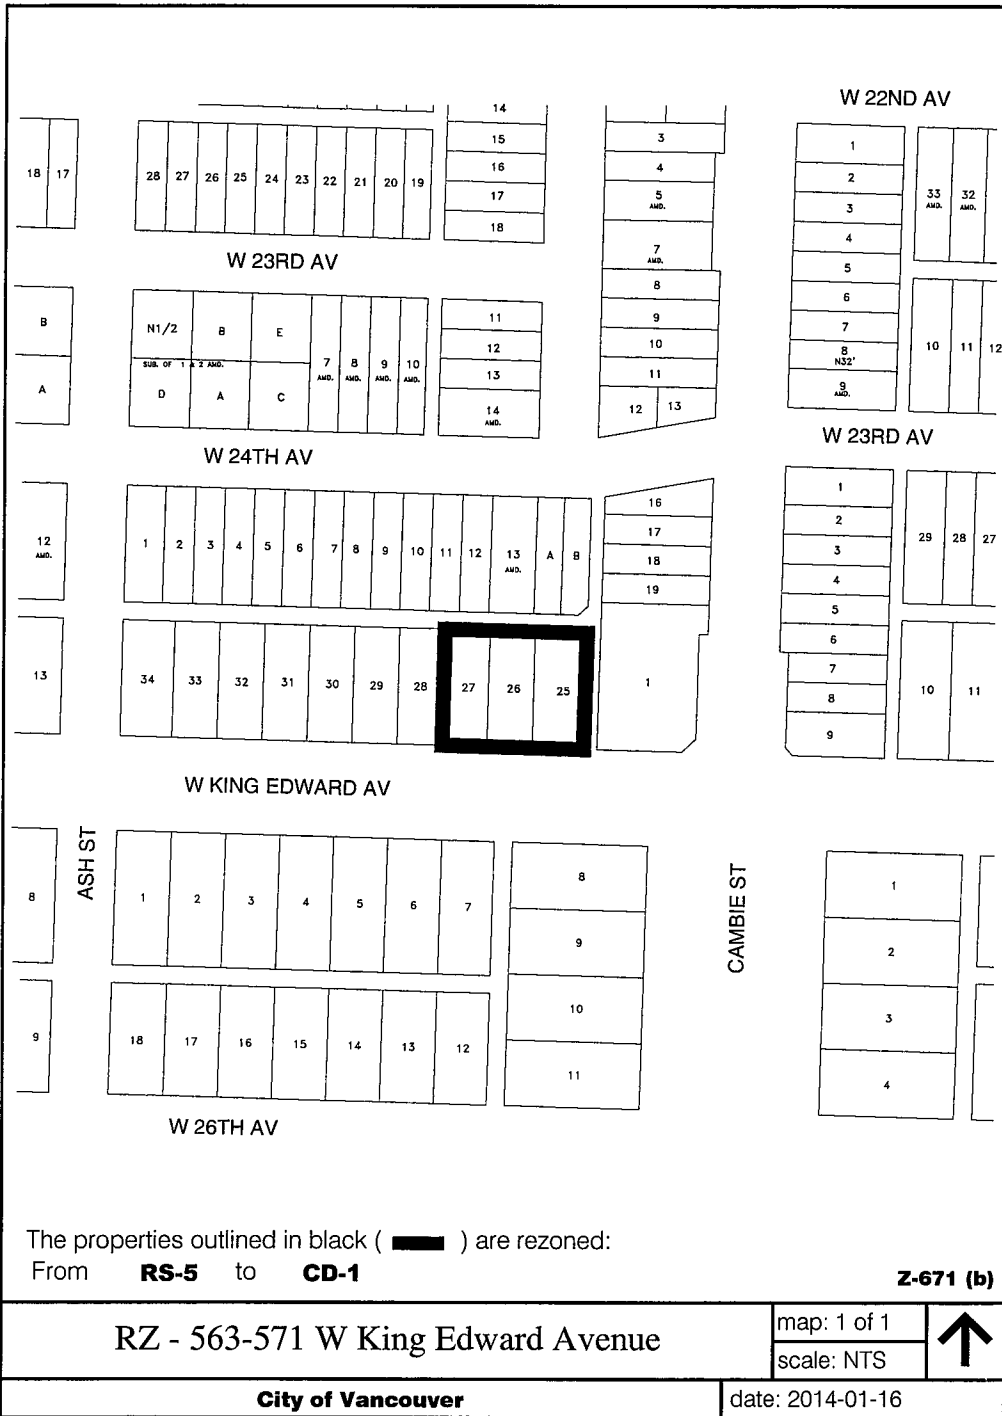 W 22ND AV
14
15
16
17
18
3
4
5
AMD.
7
AMD.
8
9
10
11
12 13
1
2
3
4
5
6
7
8
N32'
9
AMD.
33
AMD.
32
AMD.
10 11 12
18 17
28 27 26 25 24 23 22 21 20 19
W 23RD AV
B
A
N1/2 B E
SUB. OF 1 & 2 AMD.
D A C
7
AMD.
8
AMD.
9
AMD.
10
AMD.
11
12
13
14
AMD.
W 23RD AV
W 24TH AV
12
AMD.
1 2 3 4 5 6 7 8 9 10 11 12 13 A B
AMD.
16
17
18
19
1
1
2
3
4
5
6
7
8
9
29 28 27
10 11
13
34 33 32 31 30 29 28 27 26 25
W KING EDWARD AV
ASH ST
CAMBIE ST
8
9
1 2 3 4 5 6 7
18 17 16 15 14 13 12
8
9
10
11
1
2
3
4
W 26TH AV
The properties outlined in black ( ) are rezoned:
From RS-5 to CD-1
Z-671 (b)
RZ - 563-571 W King Edward Avenue
map: 1 of 1
scale: NTS
City of Vancouver
date: 2014-01-16